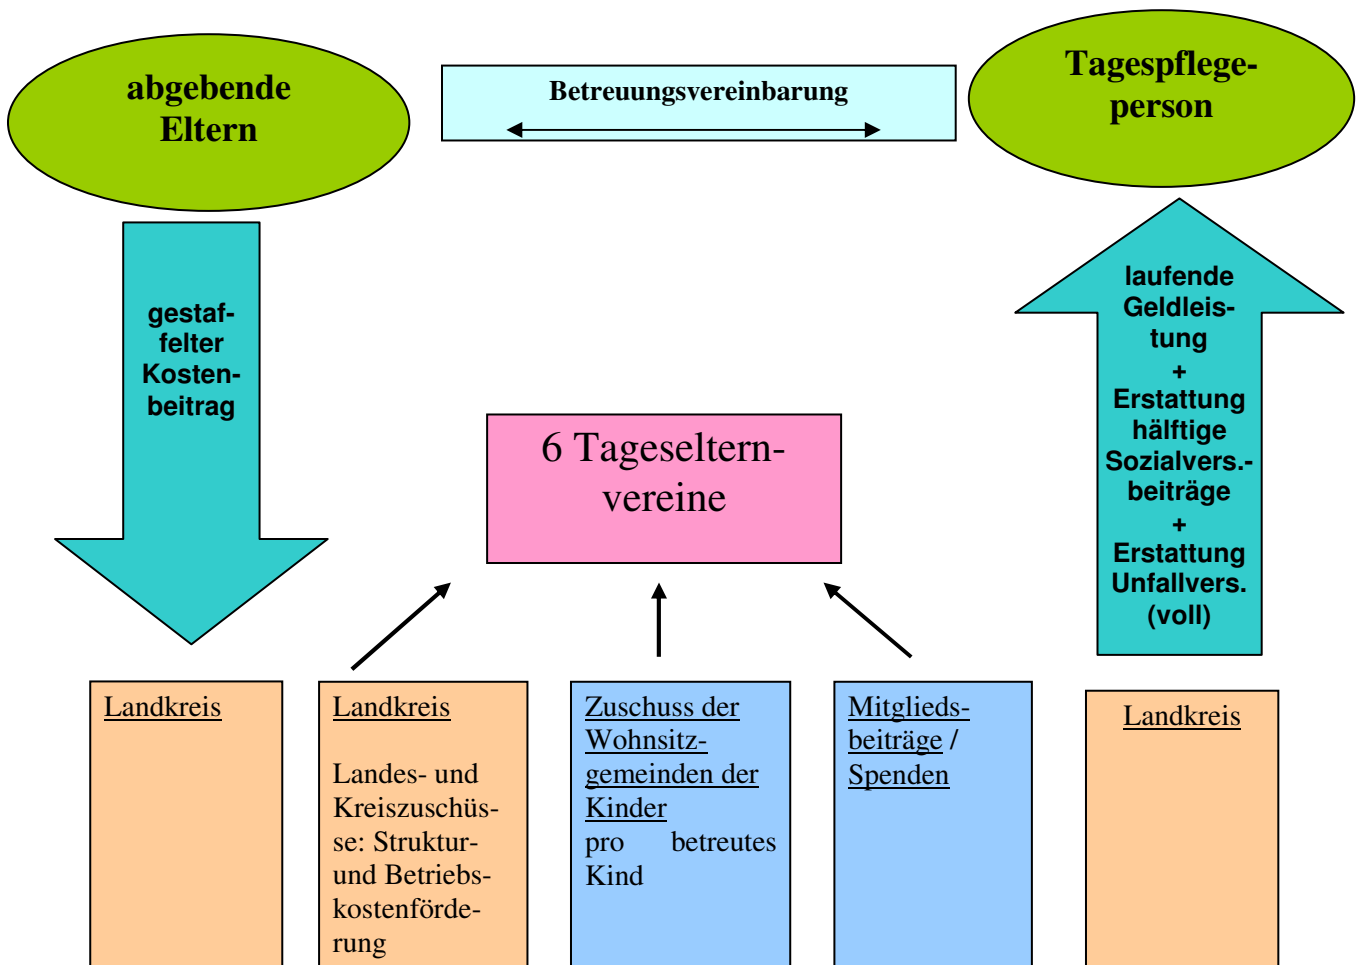 abgebende
Eltern
Betreuungsvereinbarung
Tagespflege-
person
gestaf-
felter
Kosten-
beitrag
6 Tageseltern-
vereine
laufende
Geldleis-
tung
+
Erstattung
hälftige
Sozialvers.-
beiträge
+
Erstattung
Unfallvers.
(voll)
Landkreis
Landkreis
Landes- und
Kreiszuschüs-
se: Struktur-
und Betriebs-
kostenförde-
rung
Zuschuss der
Wohnsitz-
gemeinden der
Kinder
pro betreutes
Kind
Mitglieds-
beiträge /
Spenden
Landkreis